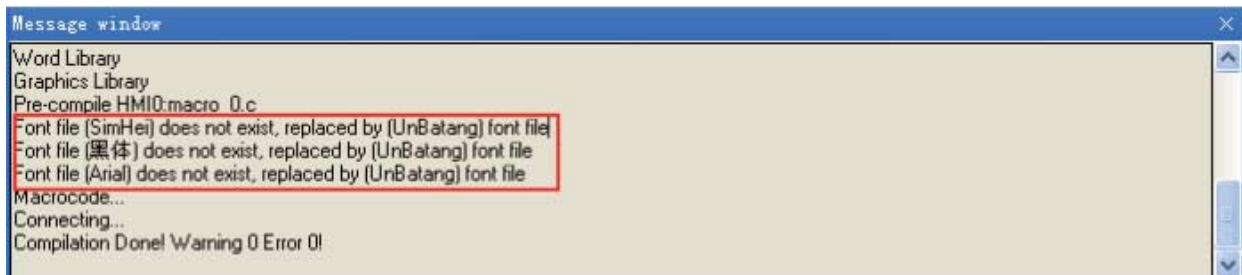 Message window
Word Library
Graphics Library
Pre-compile HMI0:macro_0.c
Font file (SimHei) does not exist, replaced by (UnBatang) font file
Font file (黑体) does not exist, replaced by (UnBatang) font file
Font file (Arial) does not exist, replaced by (UnBatang) font file
Macrocode...
Connecting...
Compilation Done! Warning 0 Error 0!